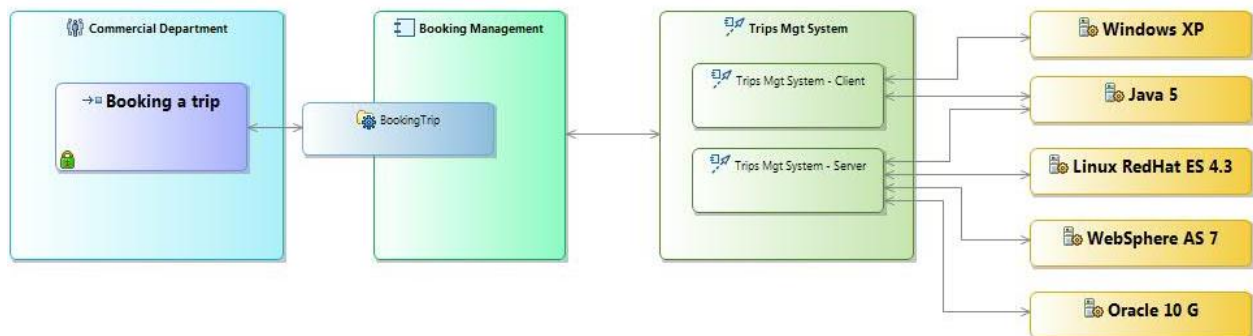 Commercial Department
Booking a trip
Booking Management
BookingTrip
Trips Mgt System
Trips Mgt System - Client
Trips Mgt System - Server
Windows XP
Java 5
Linux RedHat ES 4.3
WebSphere AS 7
Oracle 10 G